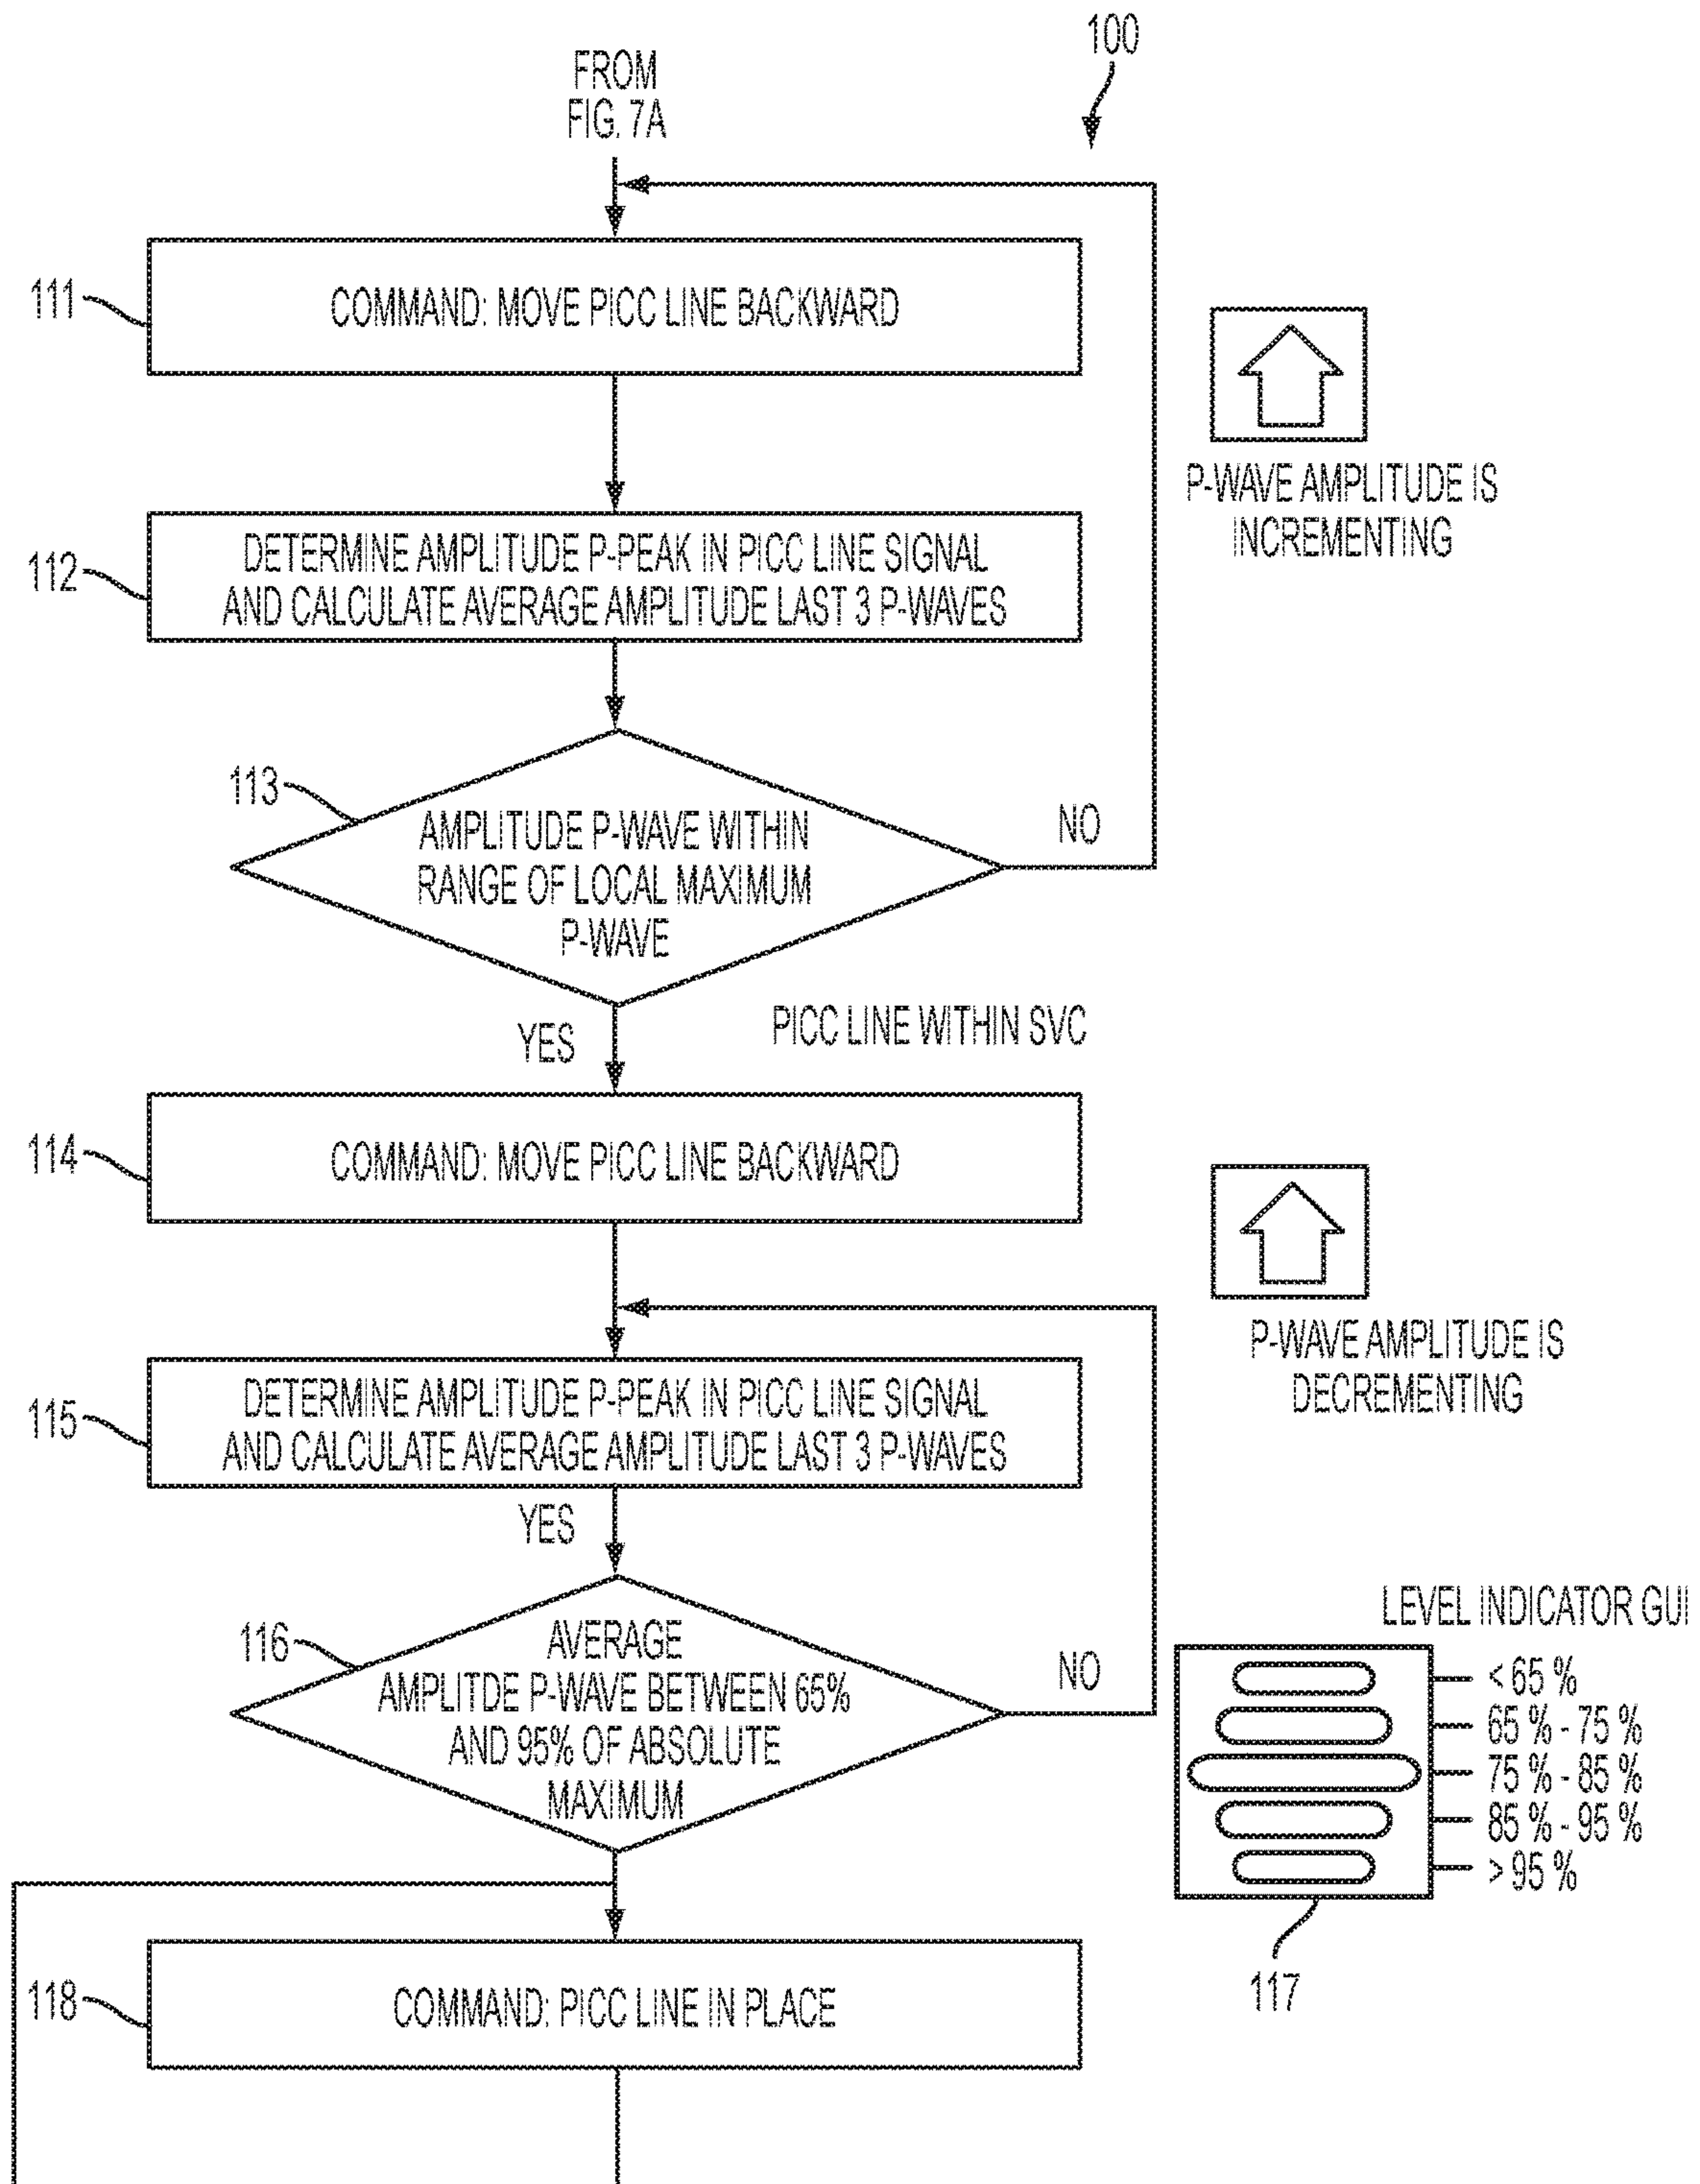 100
FROM
FIG. 7A
111
COMMAND: MOVE PICC LINE BACKWARD
P-WAVE AMPLITUDE IS
INCREMENTING
112
DETERMINE AMPLITUDE P-PEAK IN PICC LINE SIGNAL
AND CALCULATE AVERAGE AMPLITUDE LAST 3 P-WAVES
113
AMPLITUDE P-WAVE WITHIN
RANGE OF LOCAL MAXIMUM
P-WAVE
NO
YES
PICC LINE WITHIN SVC
114
COMMAND: MOVE PICC LINE BACKWARD
P-WAVE AMPLITUDE IS
DECREMENTING
115
DETERMINE AMPLITUDE P-PEAK IN PICC LINE SIGNAL
AND CALCULATE AVERAGE AMPLITUDE LAST 3 P-WAVES
YES
116
AVERAGE
AMPLITDE P-WAVE BETWEEN 65%
AND 95% OF ABSOLUTE
MAXIMUM
NO
LEVEL INDICATOR GUI
< 65 %
65 % - 75 %
75 % - 85 %
85 % - 95 %
> 95 %
117
118
COMMAND: PICC LINE IN PLACE